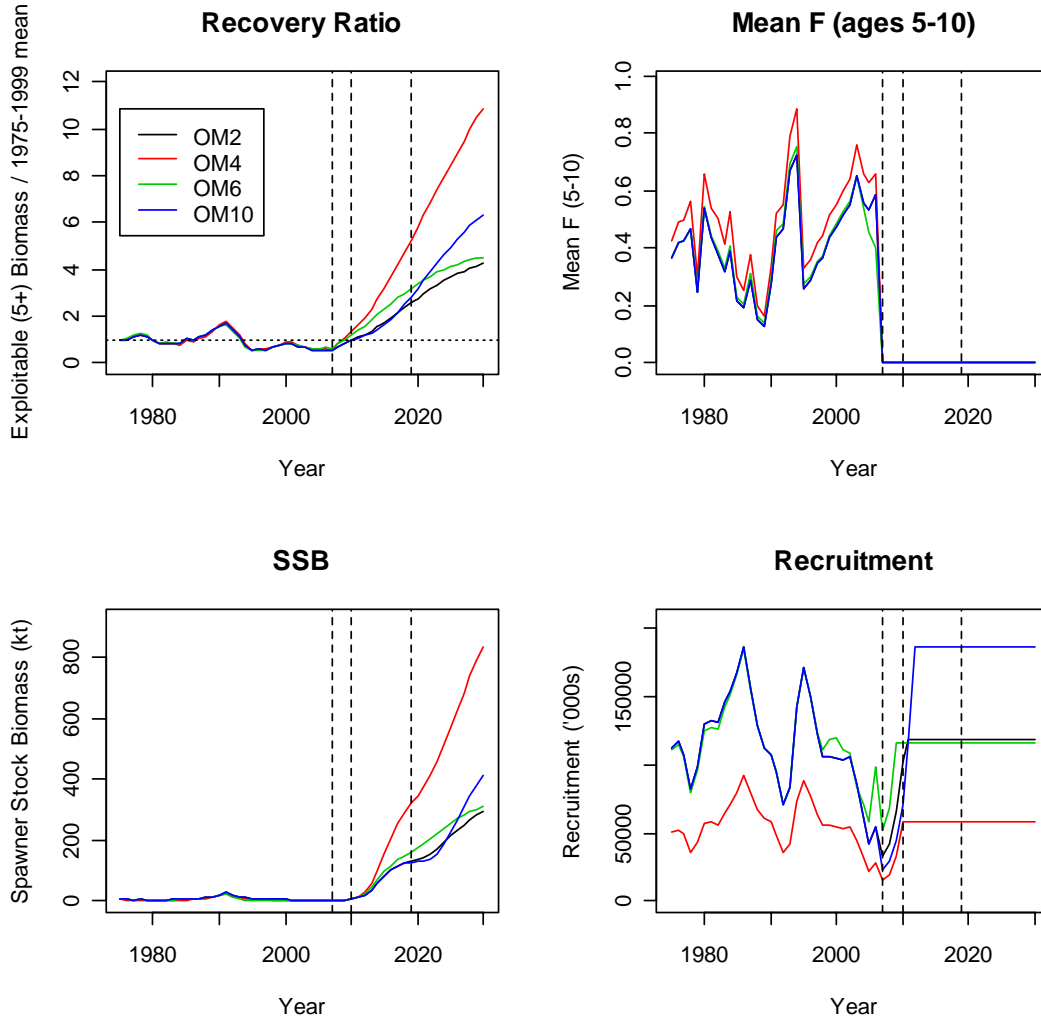 Recovery Ratio
Exploitable (5+) Biomass / 1975-1999 mean
12
10
8
6
4
2
0
OM2
OM4
OM6
OM10
1980
2000
2020
Year
Mean F (ages 5-10)
Mean F (5-10)
1.0
0.8
0.6
0.4
0.2
0.0
1980
2000
2020
Year
SSB
Spawner Stock Biomass (kt)
800
600
400
200
0
1980
2000
2020
Year
Recruitment
Recruitment ('000s)
150000
50000
0
1980
2000
2020
Year